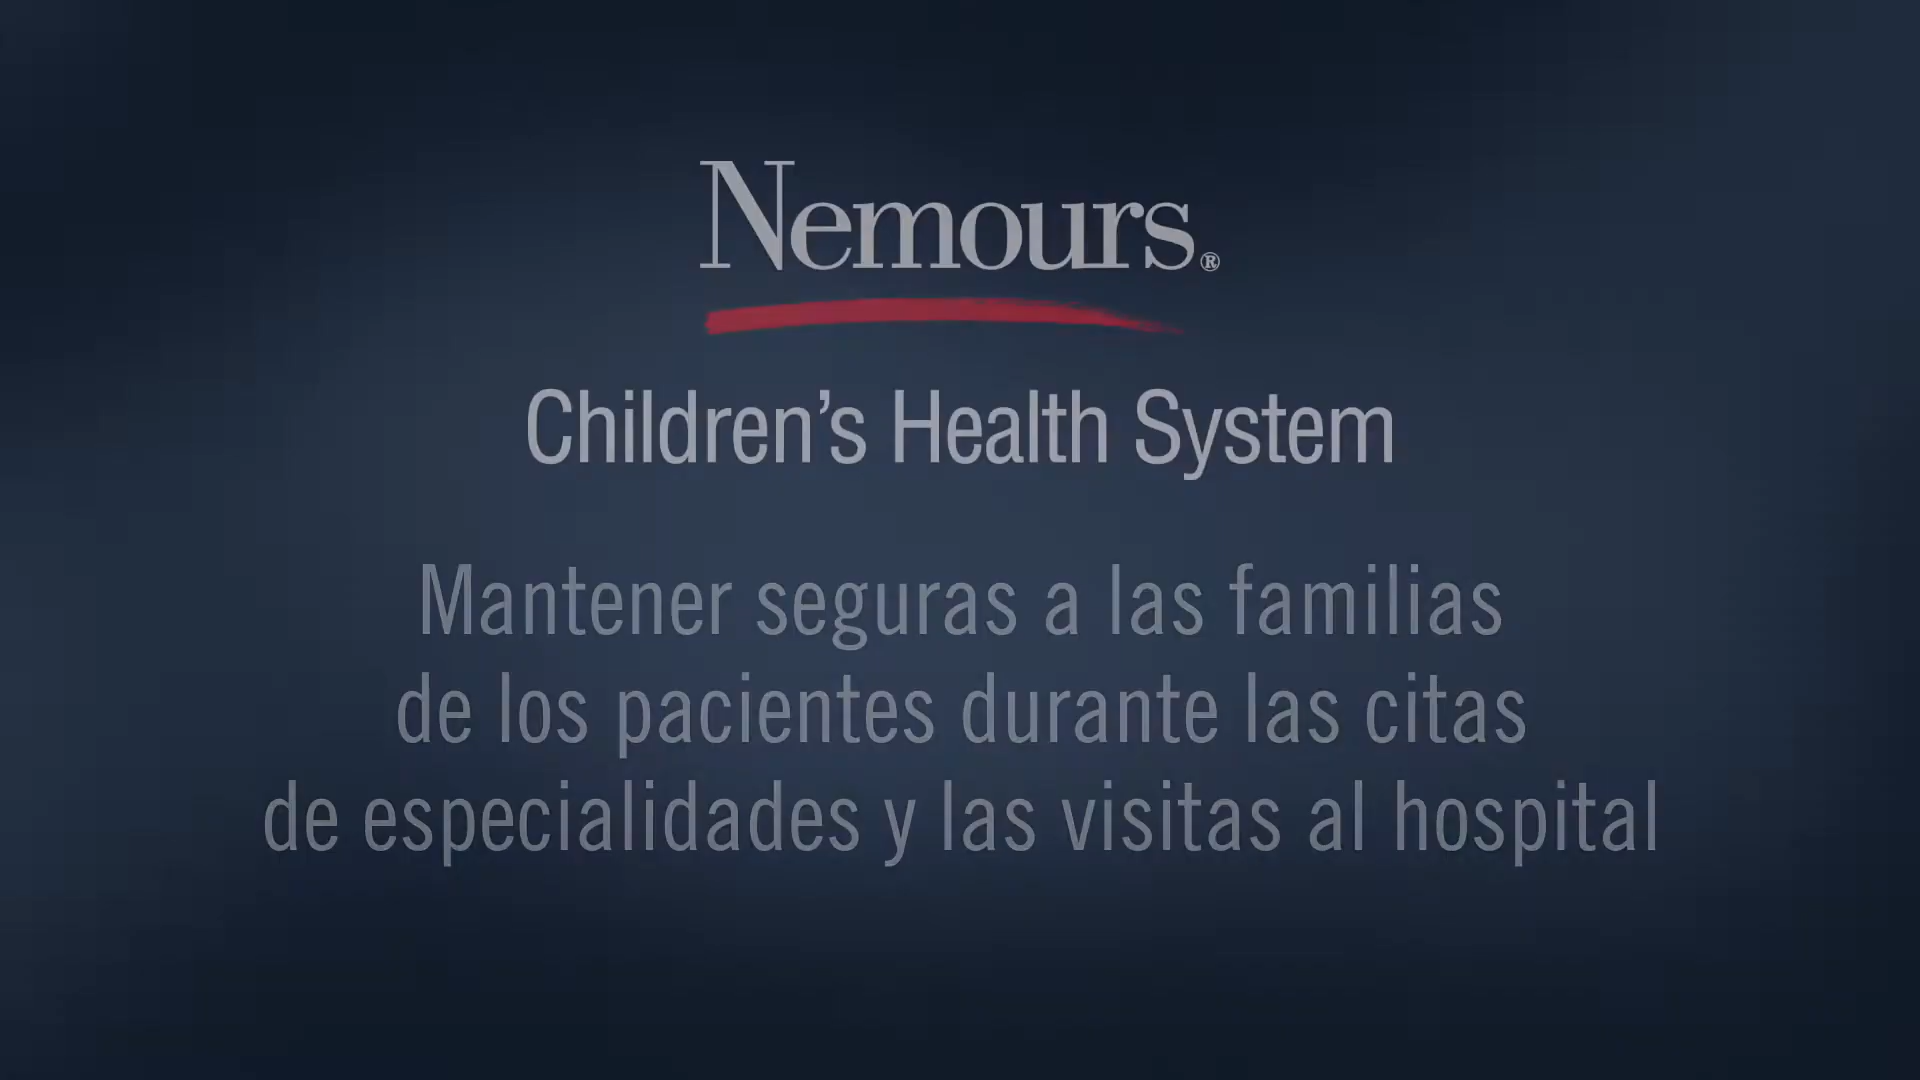 Nemours®
Children’s Health System
Mantener seguras a las familias
de los pacientes durante las citas
de especialidades y las visitas al hospital